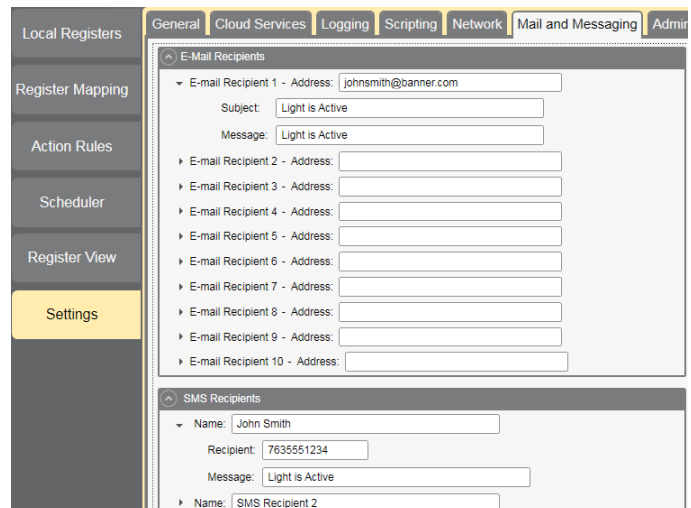 Local Registers
Register Mapping
Action Rules
Scheduler
Register View
Settings
General Cloud Services Logging Scripting Network Mail and Messaging Admin
E-Mail Recipients
E-mail Recipient 1 - Address: johnsmith@banner.com
Subject: Light is Active
Message: Light is Active
E-mail Recipient 2 - Address:
E-mail Recipient 3 - Address:
E-mail Recipient 4 - Address:
E-mail Recipient 5 - Address:
E-mail Recipient 6 - Address:
E-mail Recipient 7 - Address:
E-mail Recipient 8 - Address:
E-mail Recipient 9 - Address:
E-mail Recipient 10 - Address:
SMS Recipients
Name: John Smith
Recipient: 7635551234
Message: Light is Active
Name: SMS Recipient 2